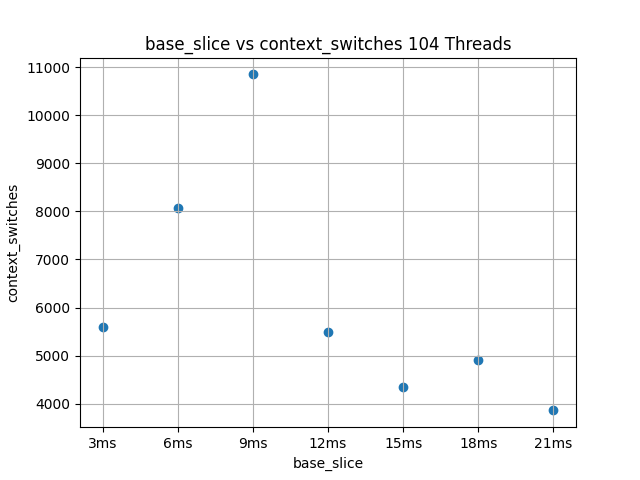 base_slice vs context_switches 104 Threads
11000
10000
9000
8000
7000
6000
5000
4000
context_switches
3ms 6ms 9ms 12ms 15ms 18ms 21ms
base_slice